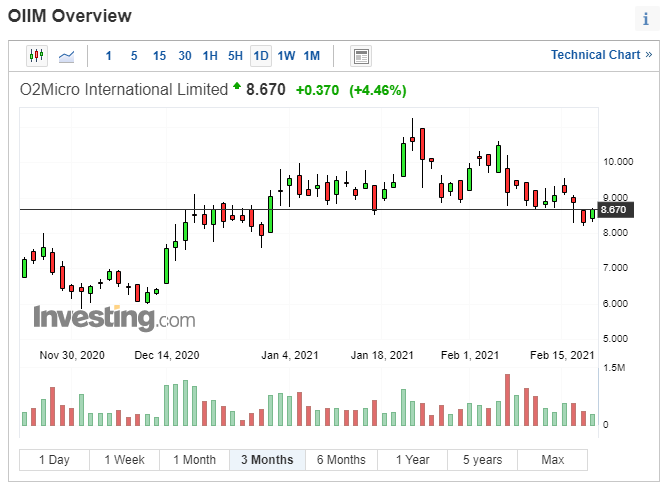 OIIM Overview
i
1 5 15 30 1H 5H 1D 1W 1M
Technical Chart »
O2Micro International Limited 8.670 +0.370 (+4.46%)
10.000
9.000
8.670
8.000
7.000
6.000
Investing.com
5.000
Nov 30, 2020 Dec 14, 2020 Jan 4, 2021 Jan 18, 2021 Feb 1, 2021 Feb 15, 2021
1.5M
0
1 Day 1 Week 1 Month 3 Months 6 Months 1 Year 5 years Max